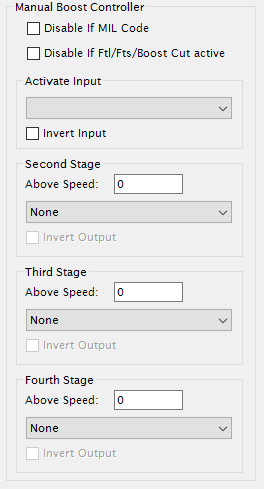 Manual Boost Controller
Disable If MIL Code
Disable If Ftl/Fts/Boost Cut active
Activate Input
Invert Input
Second Stage
Above Speed: 0
None
Invert Output
Third Stage
Above Speed: 0
None
Invert Output
Fourth Stage
Above Speed: 0
None
Invert Output